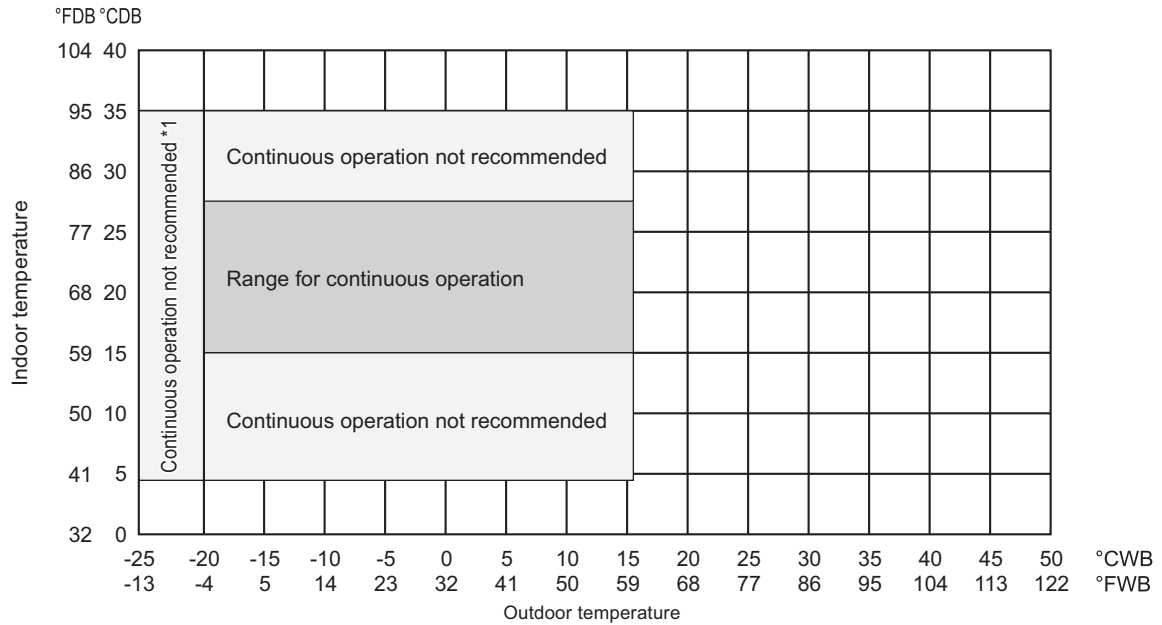 °FDB °CDB
104 40
95 35
86 30
77 25
68 20
59 15
50 10
41 5
32 0
Indoor temperature
Continuous operation not recommended *1
Continuous operation not recommended
Range for continuous operation
Continuous operation not recommended
-25 -20 -15 -10 -5 0 5 10 15 20 25 30 35 40 45 50 °CWB
-13 -4 5 14 23 32 41 50 59 68 77 86 95 104 113 122 °FWB
Outdoor temperature